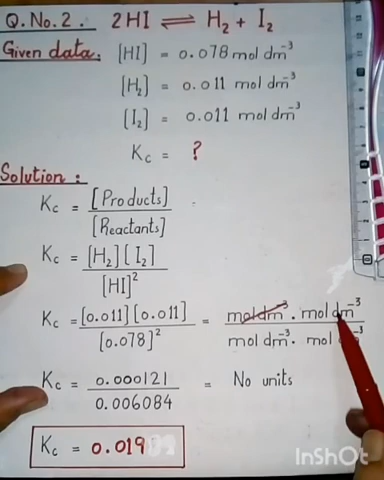 Q.No.2. 2HI ⇌ H₂ + I₂
Given data. [HI] = 0.078 mol dm⁻³
[H₂] = 0.011 mol dm⁻³
[I₂] = 0.011 mol dm⁻³
Kc = ?
Solution :
Kc = [Products] / [Reactants]
Kc = [H₂][I₂] / [HI]²
Kc = [0.011][0.011] / [0.078]² = mol dm⁻³ . mol dm⁻³ / mol dm⁻³ . mol dm⁻³
Kc = 0.000121 / 0.006084 = No units
Kc = 0.019
InShOt